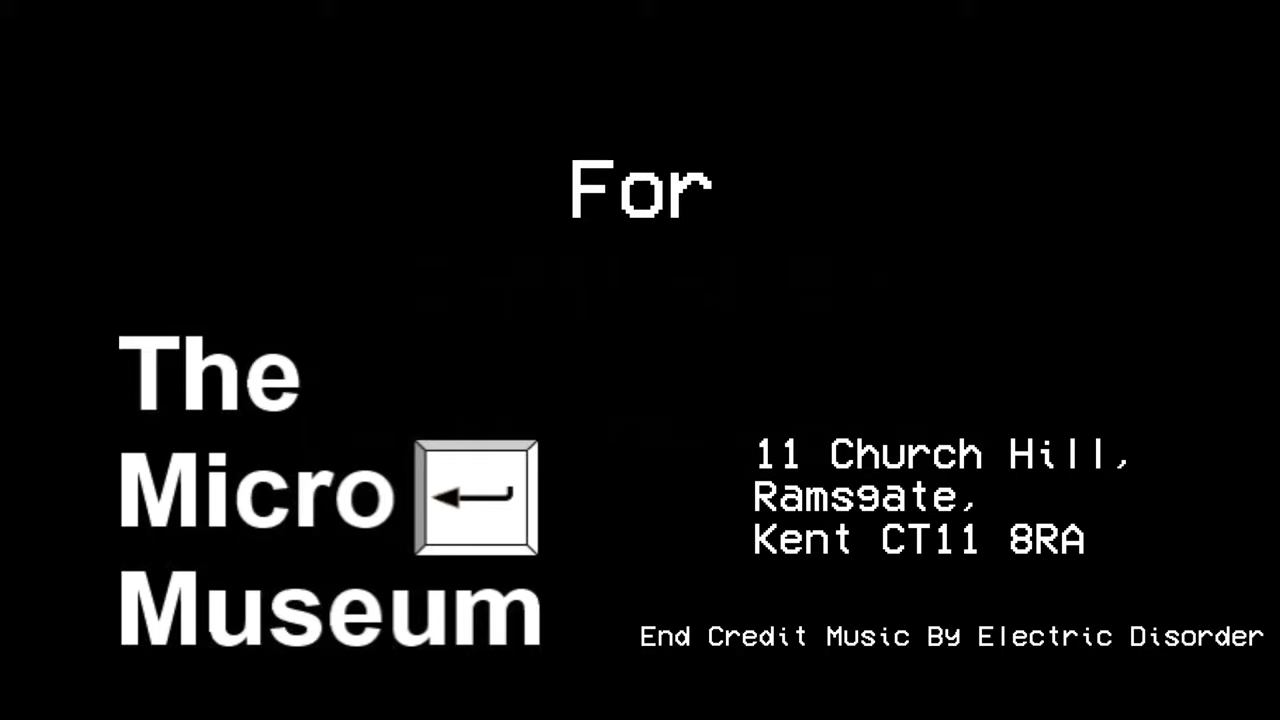 For
The
Micro
Museum
11 Church Hill,
Ramsgate,
Kent CT11 8RA
End Credit Music By Electric Disorder